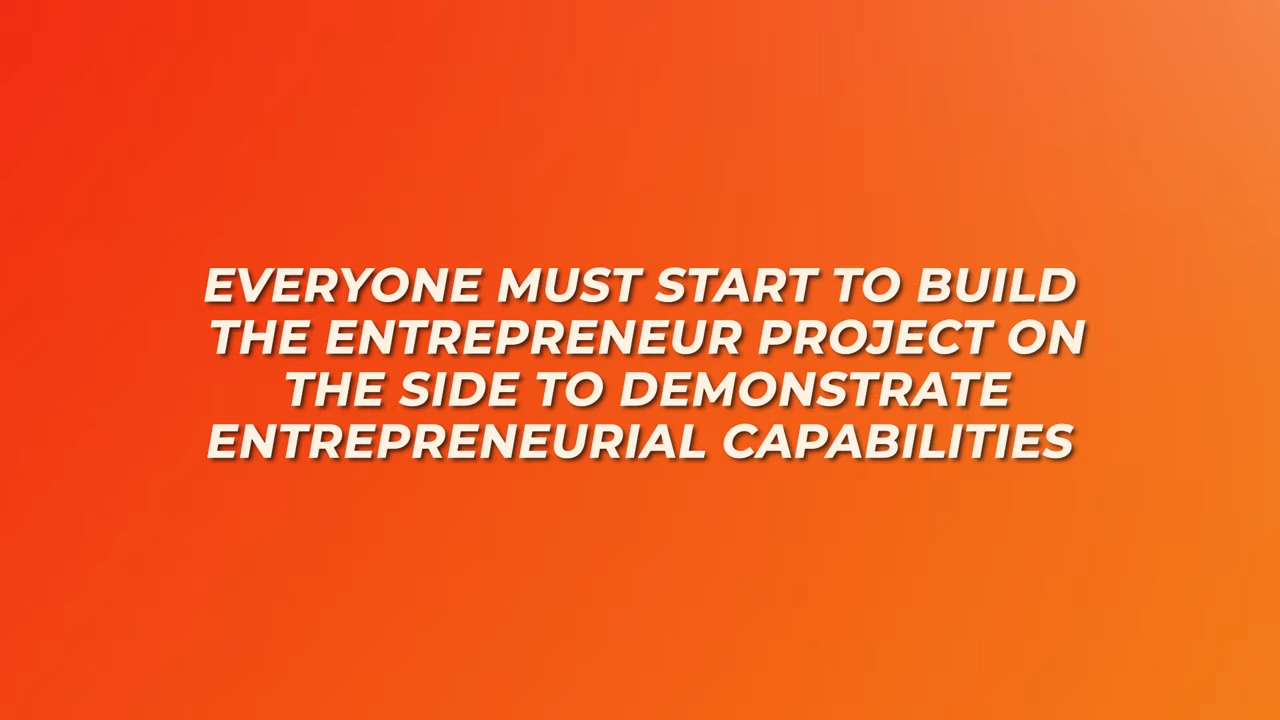 EVERYONE MUST START TO BUILD
THE ENTREPRENEUR PROJECT ON
THE SIDE TO DEMONSTRATE
ENTREPRENEURIAL CAPABILITIES